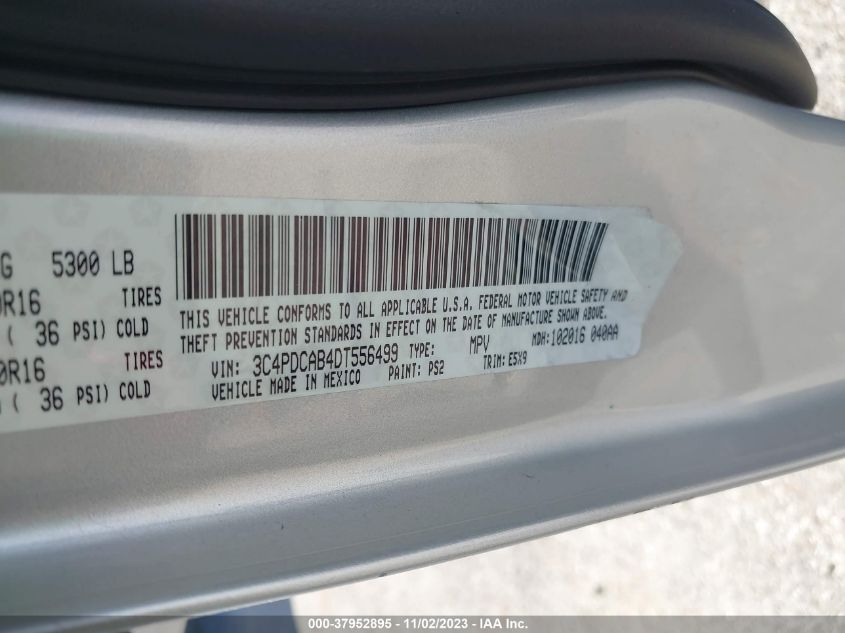 G 5300 LB
0R16 TIRES
( 36 PSI) COLD
0R16 TIRES
( 36 PSI) COLD
THIS VEHICLE CONFORMS TO ALL APPLICABLE U.S.A. FEDERAL MOTOR VEHICLE SAFETY AND
THEFT PREVENTION STANDARDS IN EFFECT ON THE DATE OF MANUFACTURE SHOWN ABOVE.
VIN: 3C4PDCAB4DT556499 TYPE: MPV MDH:102016 040AA
VEHICLE MADE IN MEXICO PAINT: PS2 TRIM: E5X9
000-37952895 - 11/02/2023 - IAA Inc.